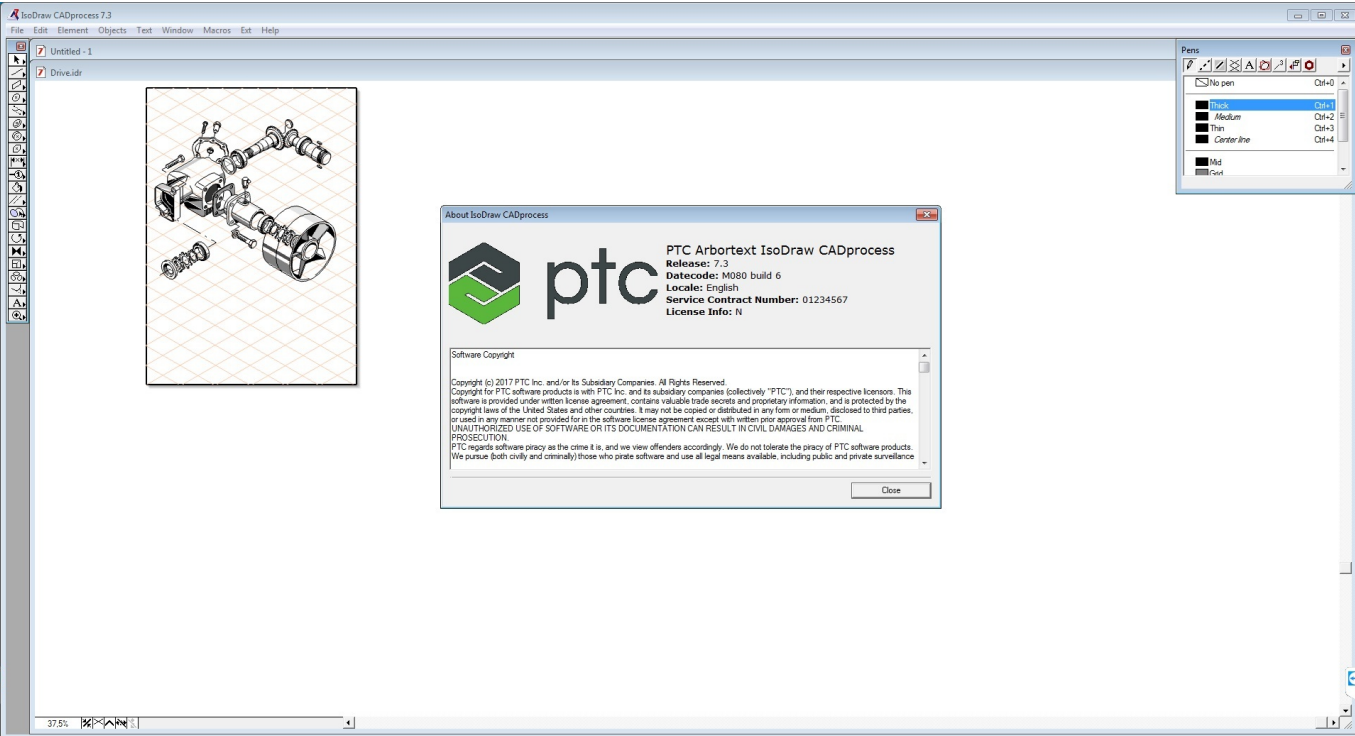 IsoDraw CADprocess 7.3
File Edit Element Objects Text Window Macros Ext Help
Untitled - 1
Drive.idr
Pens
No pen Ctrl+0
Thick Ctrl+1
Medium Ctrl+2
Thin Ctrl+3
Center line Ctrl+4
Mid
Grid
About IsoDraw CADprocess
ptc
PTC Arbortext IsoDraw CADprocess
Release: 7.3
Datecode: M080 build 6
Locale: English
Service Contract Number: 01234567
License Info: N
Software Copyright
Copyright (c) 2017 PTC Inc. and/or Its Subsidiary Companies. All Rights Reserved.
Copyright for PTC software products is with PTC Inc. and its subsidiary companies (collectively "PTC"), and their respective licensors. This
software is provided under written license agreement, contains valuable trade secrets and proprietary information, and is protected by the
copyright laws of the United States and other countries. It may not be copied or distributed in any form or medium, disclosed to third parties,
or used in any manner not provided for in the software license agreement except with written prior approval from PTC.
UNAUTHORIZED USE OF SOFTWARE OR ITS DOCUMENTATION CAN RESULT IN CIVIL DAMAGES AND CRIMINAL
PROSECUTION.
PTC regards software piracy as the crime it is, and we view offenders accordingly. We do not tolerate the piracy of PTC software products.
We pursue (both civilly and criminally) those who pirate software and use all legal means available, including public and private surveillance
Close
37,5%